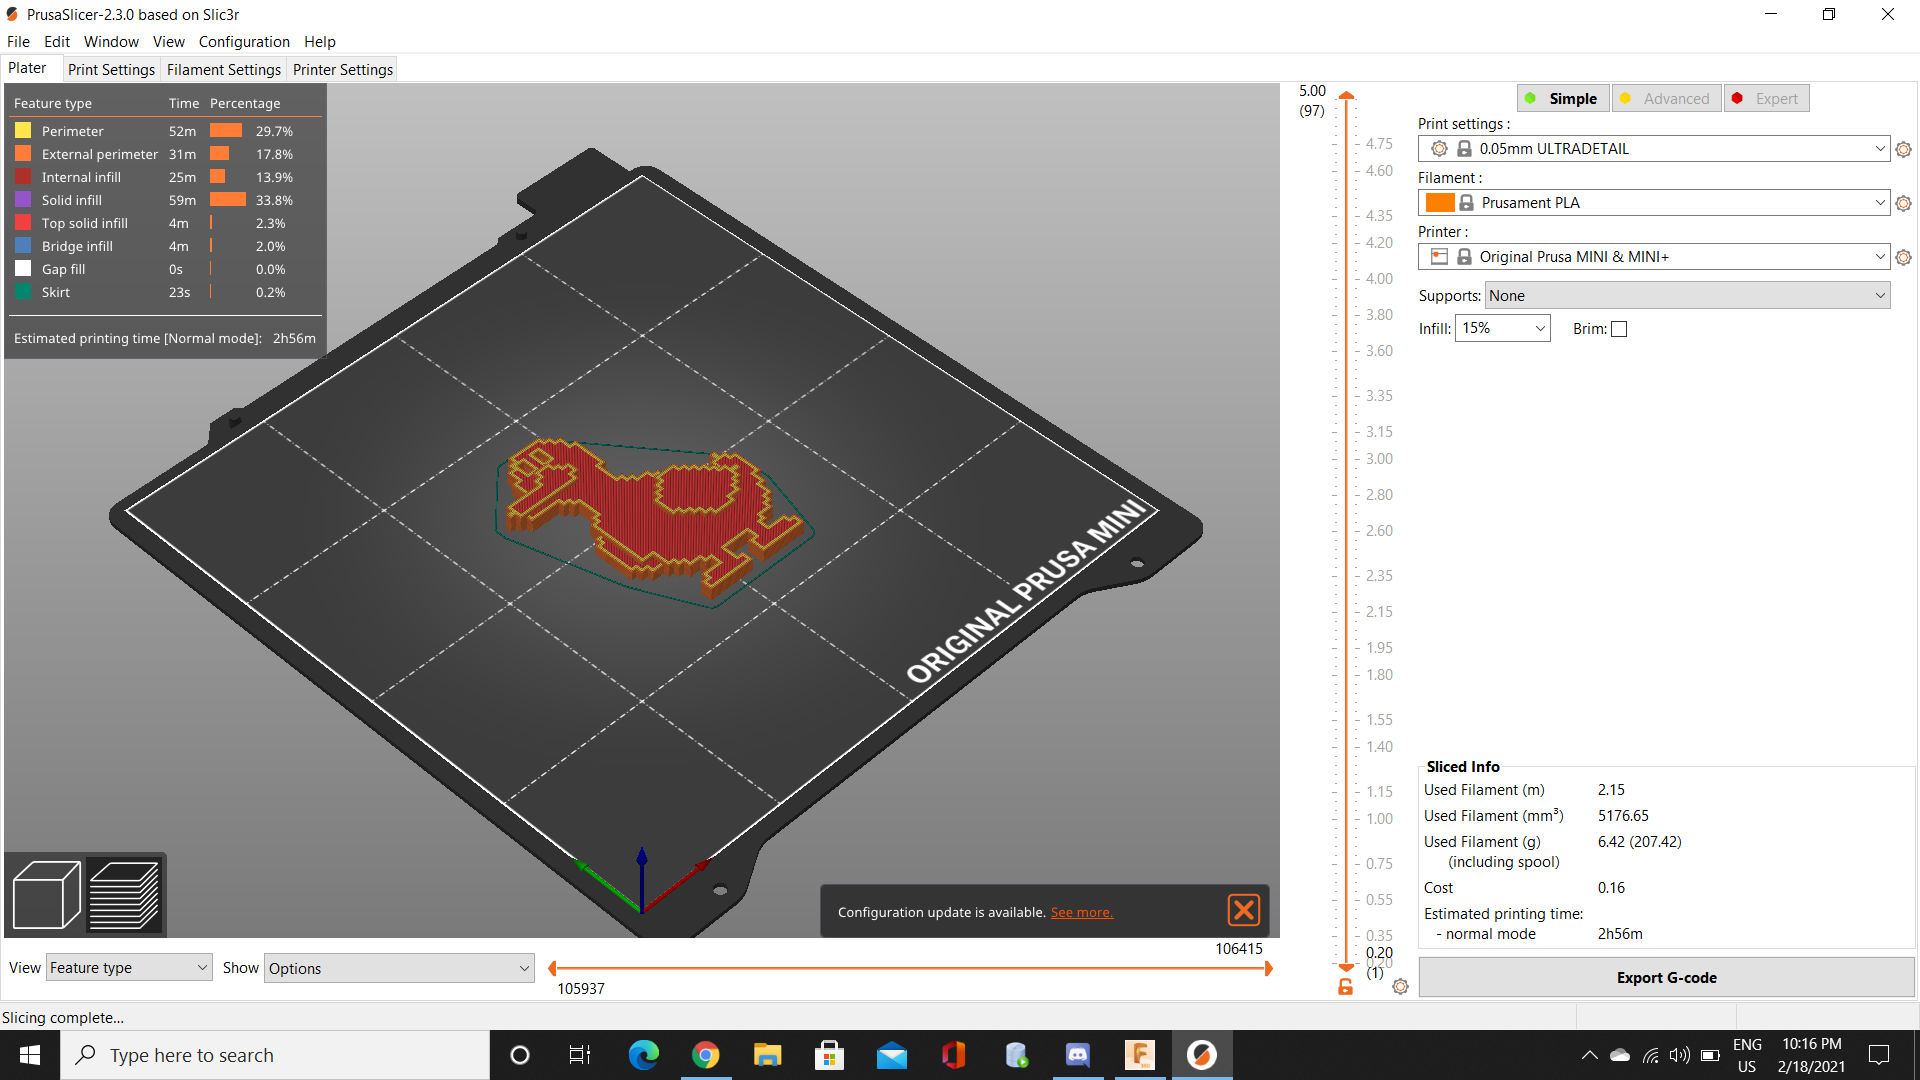 PrusaSlicer-2.3.0 based on Slic3r
File Edit Window View Configuration Help
Plater Print Settings Filament Settings Printer Settings
Feature type Time Percentage
Perimeter 52m 29.7%
External perimeter 31m 17.8%
Internal infill 25m 13.9%
Solid infill 59m 33.8%
Top solid infill 4m 2.3%
Bridge infill 4m 2.0%
Gap fill 0s 0.0%
Skirt 23s 0.2%
Estimated printing time [Normal mode]: 2h56m
ORIGINAL PRUSA MINI
Configuration update is available. See more.
View Feature type Show Options
106415
105937
5.00
(97)
4.75
4.60
4.35
4.20
4.00
3.80
3.60
3.35
3.15
3.00
2.80
2.60
2.35
2.15
1.95
1.80
1.55
1.40
1.15
1.00
0.75
0.55
0.35
0.20
0.20
(1)
Simple Advanced Expert
Print settings :
0.05mm ULTRADETAIL
Filament :
Prusament PLA
Printer :
Original Prusa MINI & MINI+
Supports: None
Infill: 15% Brim:
Sliced Info
Used Filament (m) 2.15
Used Filament (mm³) 5176.65
Used Filament (g) 6.42 (207.42)
(including spool)
Cost 0.16
Estimated printing time:
- normal mode 2h56m
Export G-code
Slicing complete...
Type here to search
ENG
US
10:16 PM
2/18/2021